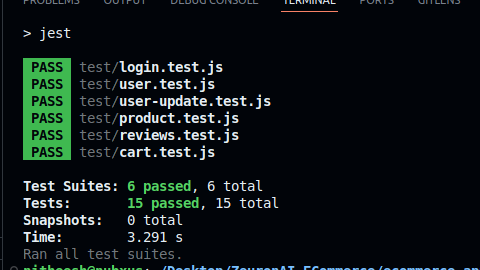 PROBLEMS OUTPUT DEBUG CONSOLE TERMINAL PORTS GITLENS
> jest
PASS test/login.test.js
PASS test/user.test.js
PASS test/user-update.test.js
PASS test/product.test.js
PASS test/reviews.test.js
PASS test/cart.test.js
Test Suites: 6 passed, 6 total
Tests: 15 passed, 15 total
Snapshots: 0 total
Time: 3.291 s
Ran all test suites.